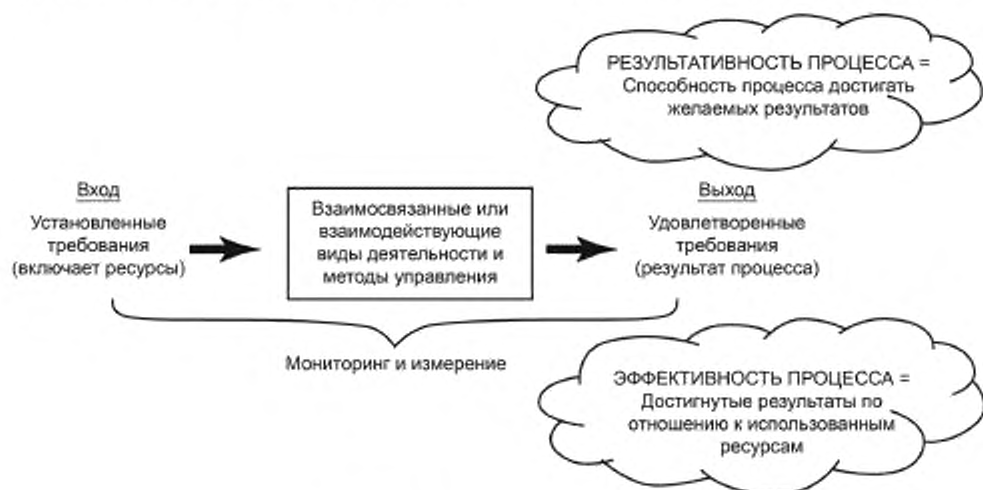 РЕЗУЛЬТАТИВНОСТЬ ПРОЦЕССА =
Способность процесса достигать
желаемых результатов
Вход
Установленные
требования
(включает ресурсы)
Взаимосвязанные или
взаимодействующие
виды деятельности и
методы управления
Выход
Удовлетворенные
требования
(результат процесса)
Мониторинг и измерение
ЭФФЕКТИВНОСТЬ ПРОЦЕССА =
Достигнутые результаты по
отношению к использованным
ресурсам